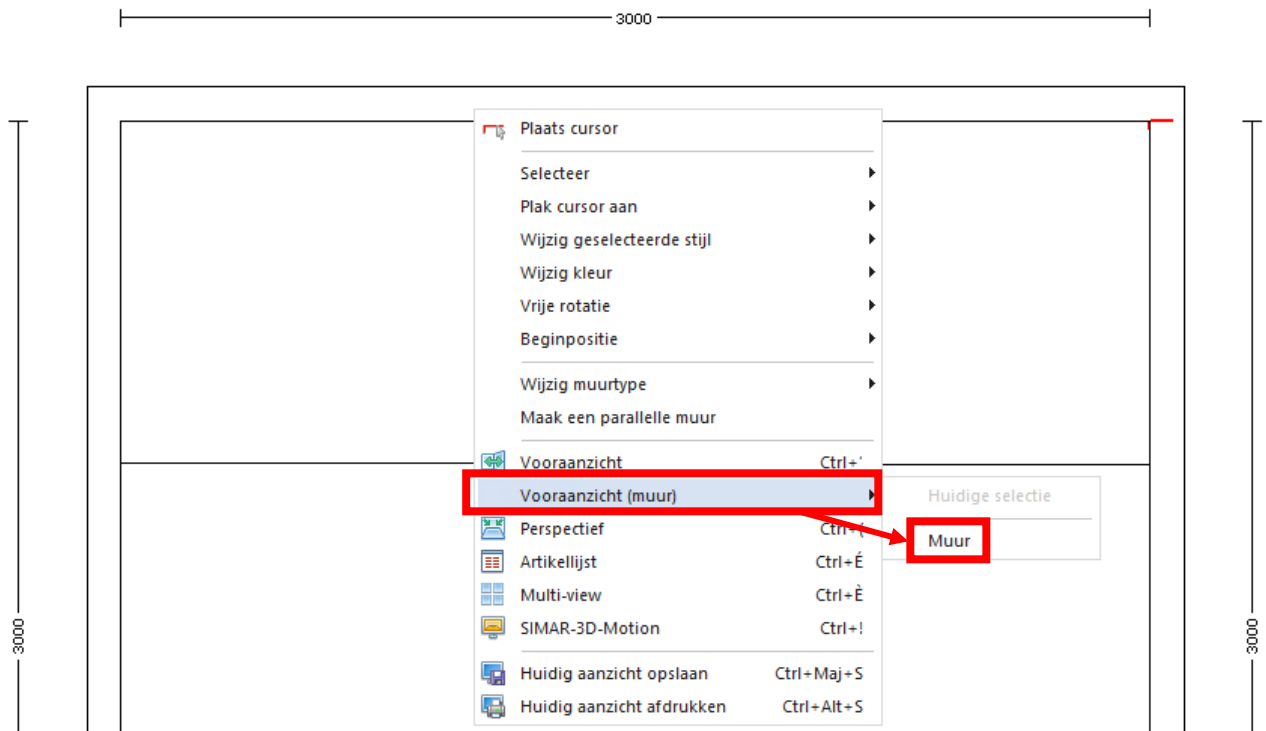 3000
Plaats cursor
Selecteer
Plak cursor aan
Wijzig geselecteerde stijl
Wijzig kleur
Vrije rotatie
Beginpositie
Wijzig muurtype
Maak een parallelle muur
Vooraanzicht Ctrl+'
Vooraanzicht (muur)
Huidige selectie
Perspectief Ctrl+(
Muur
Artikellijst Ctrl+É
Multi-view Ctrl+È
SIMAR-3D-Motion Ctrl+!
3000
3000
Huidig aanzicht opslaan Ctrl+Maj+S
Huidig aanzicht afdrukken Ctrl+Alt+S